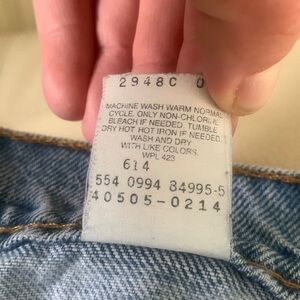 2948C 0
MACHINE WASH WARM NORMAL
CYCLE. ONLY NON-CHLORINE
BLEACH IF NEEDED. TUMBLE
DRY HOT HOT IRON IF NEEDED
WASH AND DRY
WITH LIKE COLORS.
WPL 423
614
554 0994 84995-5
40505-0214